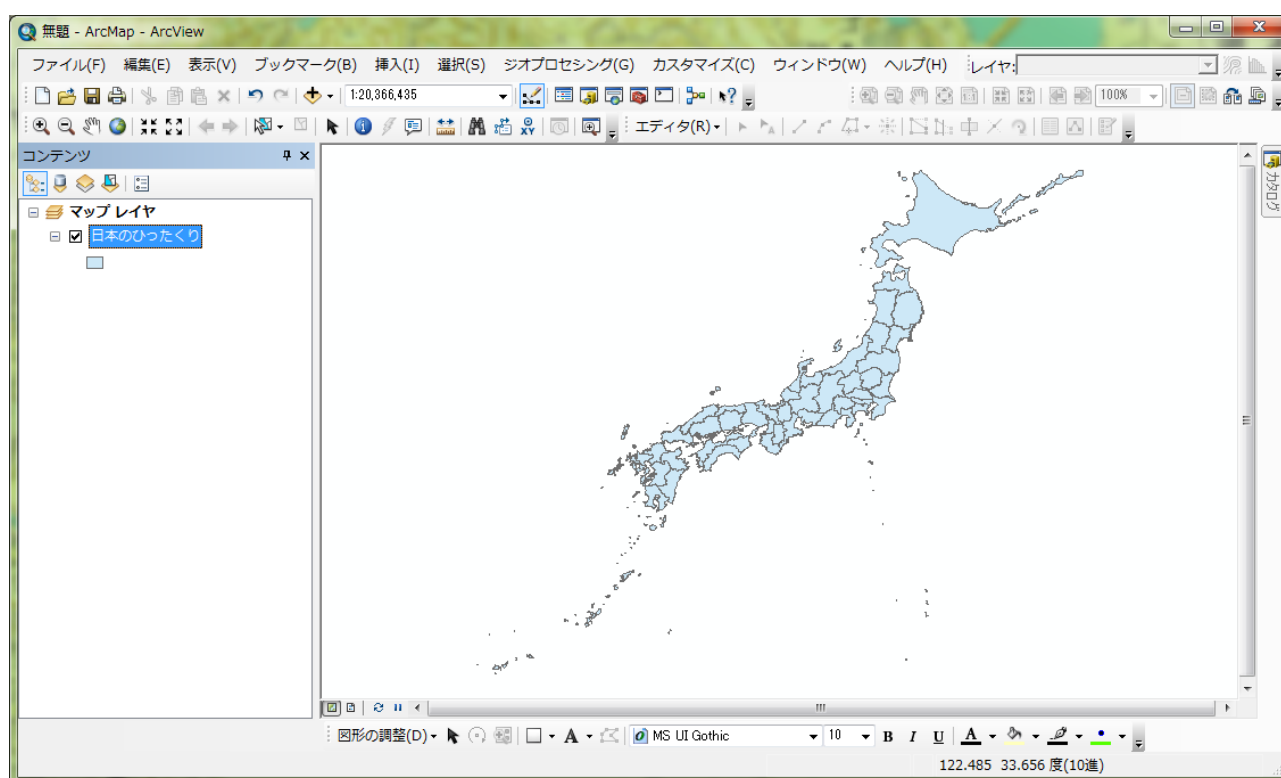 無題 - ArcMap - ArcView
ファイル(F) 編集(E) 表示(V) ブックマーク(B) 挿入(I) 選択(S) ジオプロセシング(G) カスタマイズ(C) ウィンドウ(W) ヘルプ(H) レイヤ:
1:20,366,435 100%
エディタ(R)
コンテンツ
カタログ
マップ レイヤ
日本のひったくり
図形の調整(D) A MS UI Gothic 10 B I U A
122.485 33.656 度(10進)